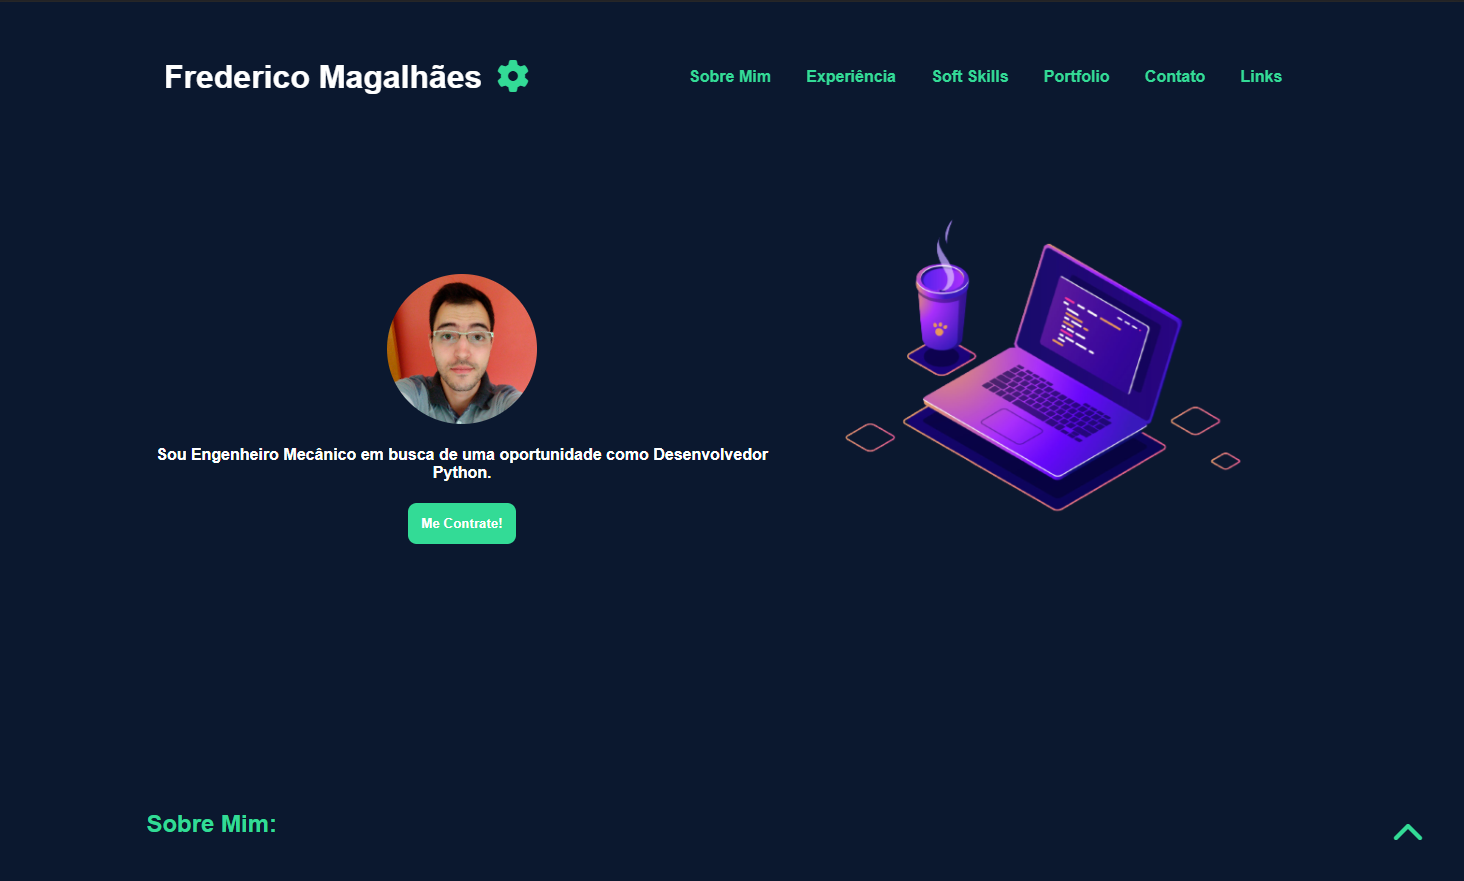 Frederico Magalhães
Sobre Mim
Experiência
Soft Skills
Portfolio
Contato
Links
Sou Engenheiro Mecânico em busca de uma oportunidade como Desenvolvedor
Python.
Me Contrate!
Sobre Mim: